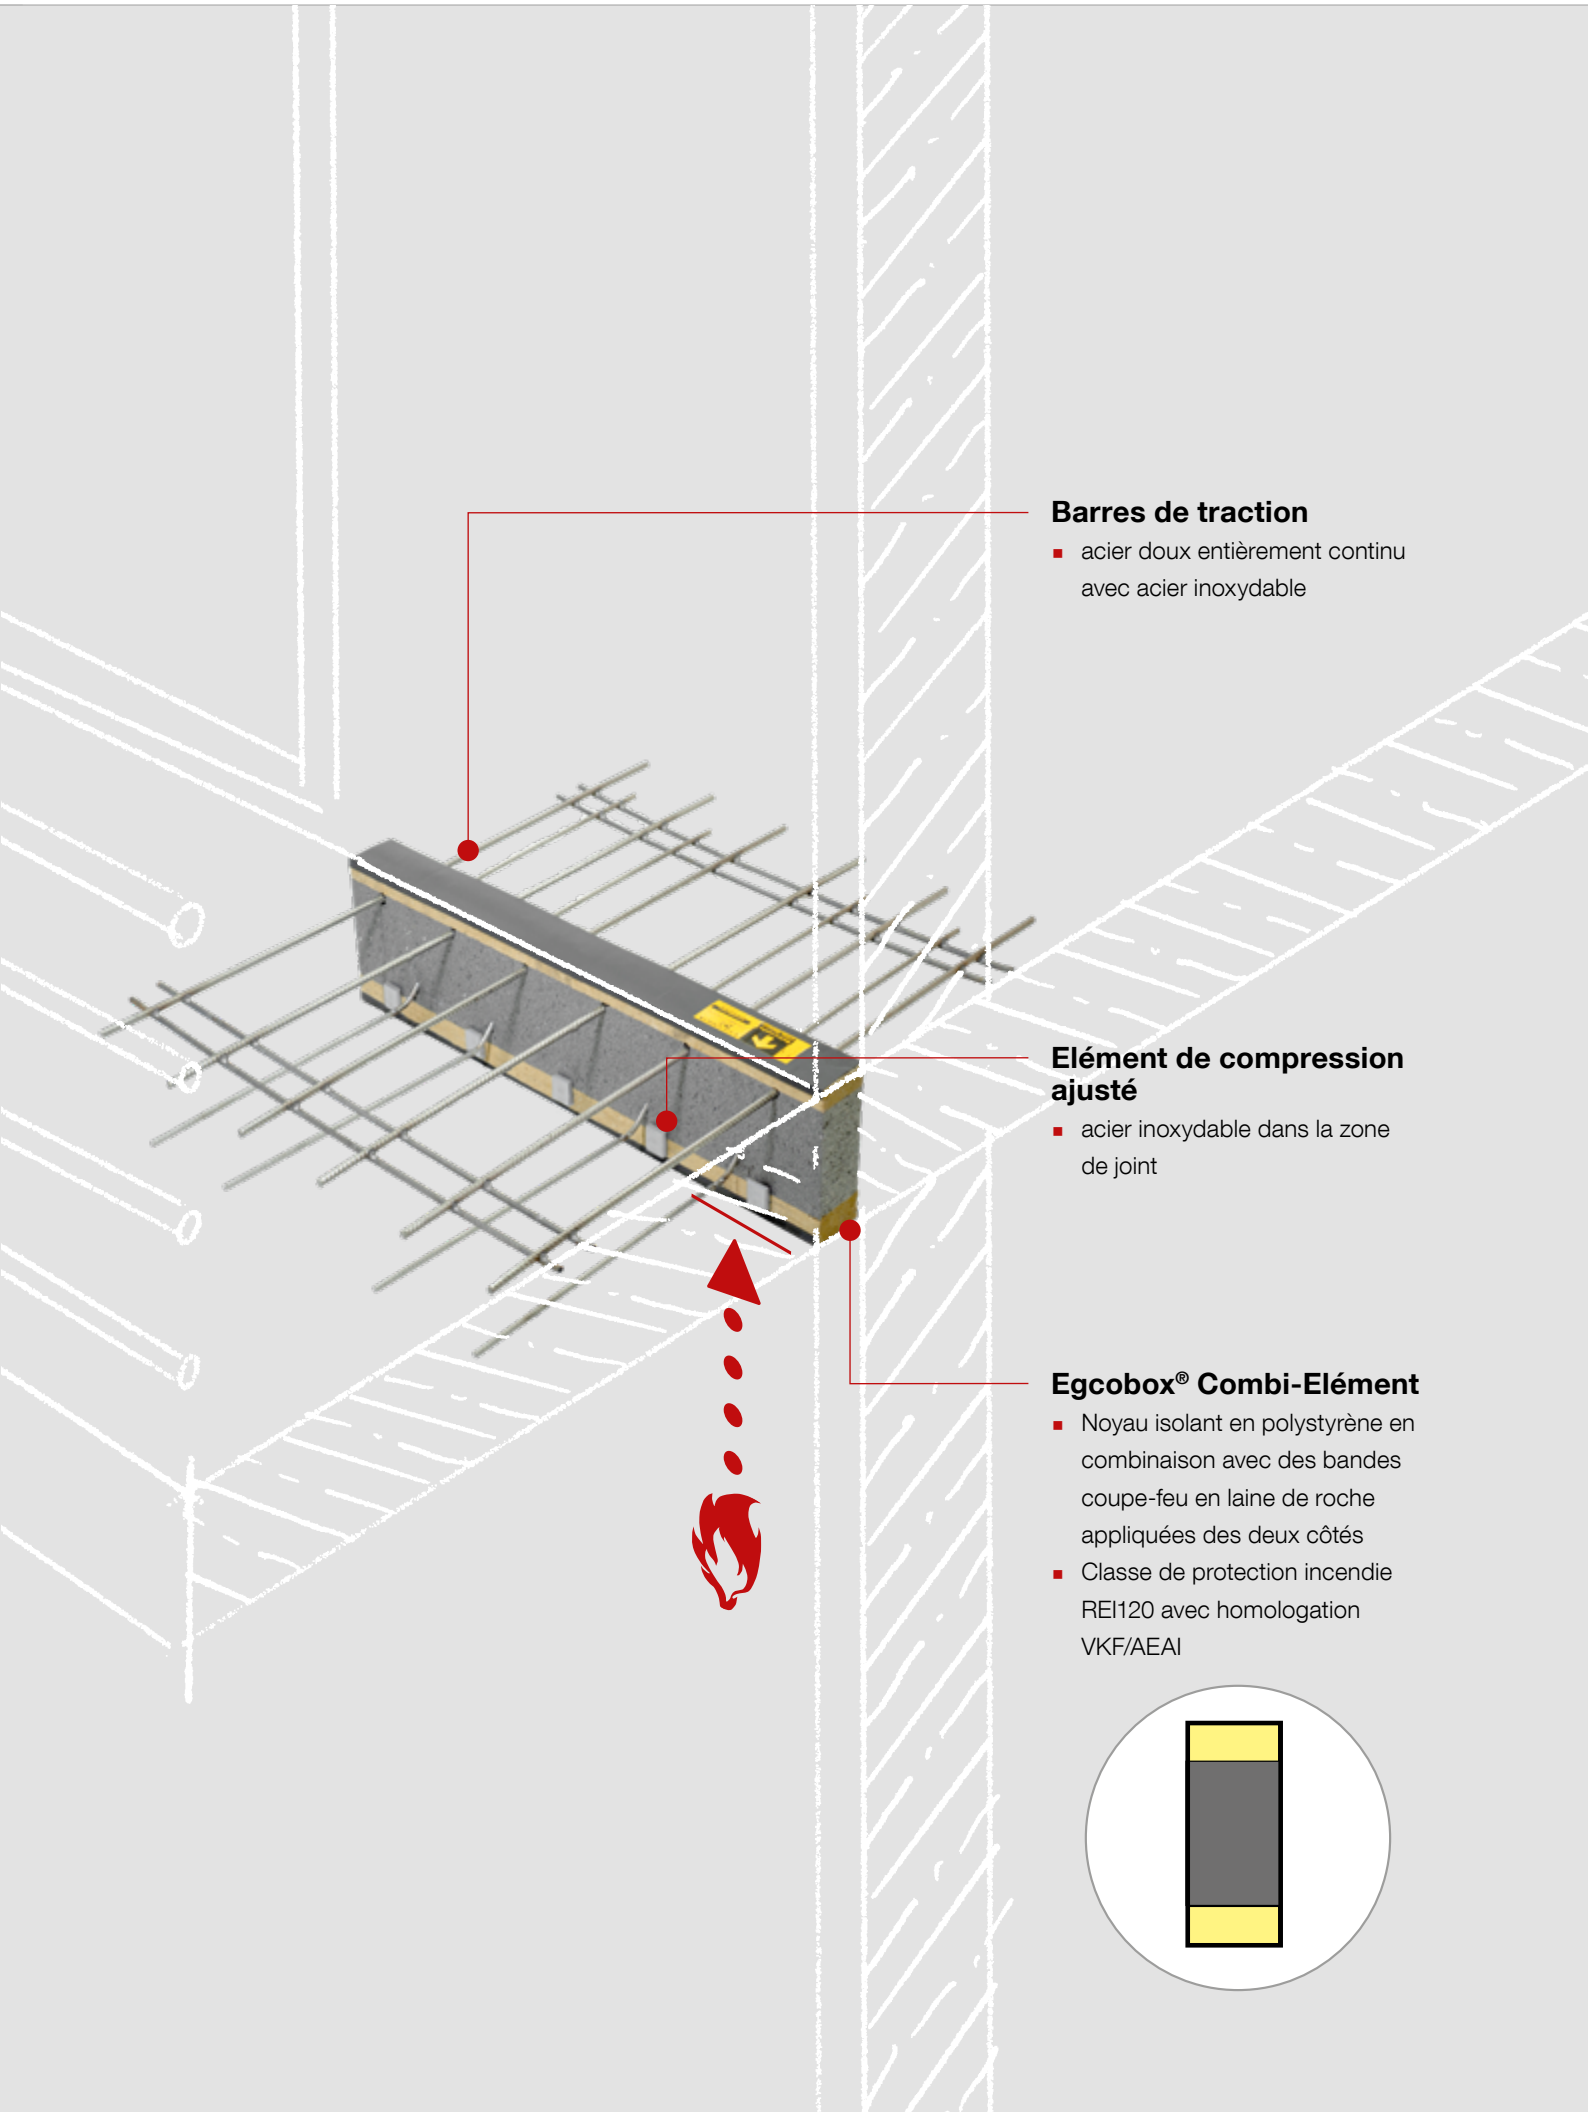 Barres de traction
▪ acier doux entièrement continu
avec acier inoxydable
Elément de compression
ajusté
▪ acier inoxydable dans la zone
de joint
Egcobox® Combi-Elément
▪ Noyau isolant en polystyrène en
combinaison avec des bandes
coupe-feu en laine de roche
appliquées des deux côtés
▪ Classe de protection incendie
REI120 avec homologation
VKF/AEAI